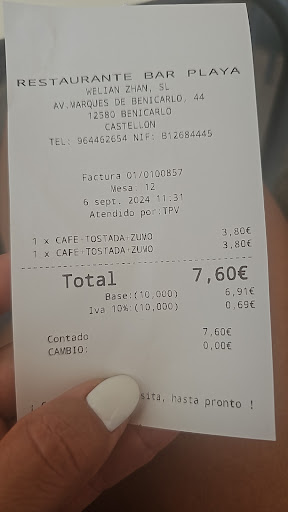 RESTAURANTE BAR PLAYA
WELIAN ZHAN, SL
AV.MARQUES DE BENICARLO, 44
12580 BENICARLO
CASTELLON
TEL: 964462654 NIF: B12684445
Factura 01/0100857
Mesa: 12
6 sept. 2024 11:31
Atendido por:TPV
1 x CAFE-TOSTADA-ZUMO 3,80€
1 x CAFE-TOSTADA-ZUMO 3,80€
Total 7,60€
Base:(10,000) 6,91€
Iva 10%:(10,000) 0,69€
Contado 7,60€
CAMBIO: 0,00€
sita, hasta pronto !